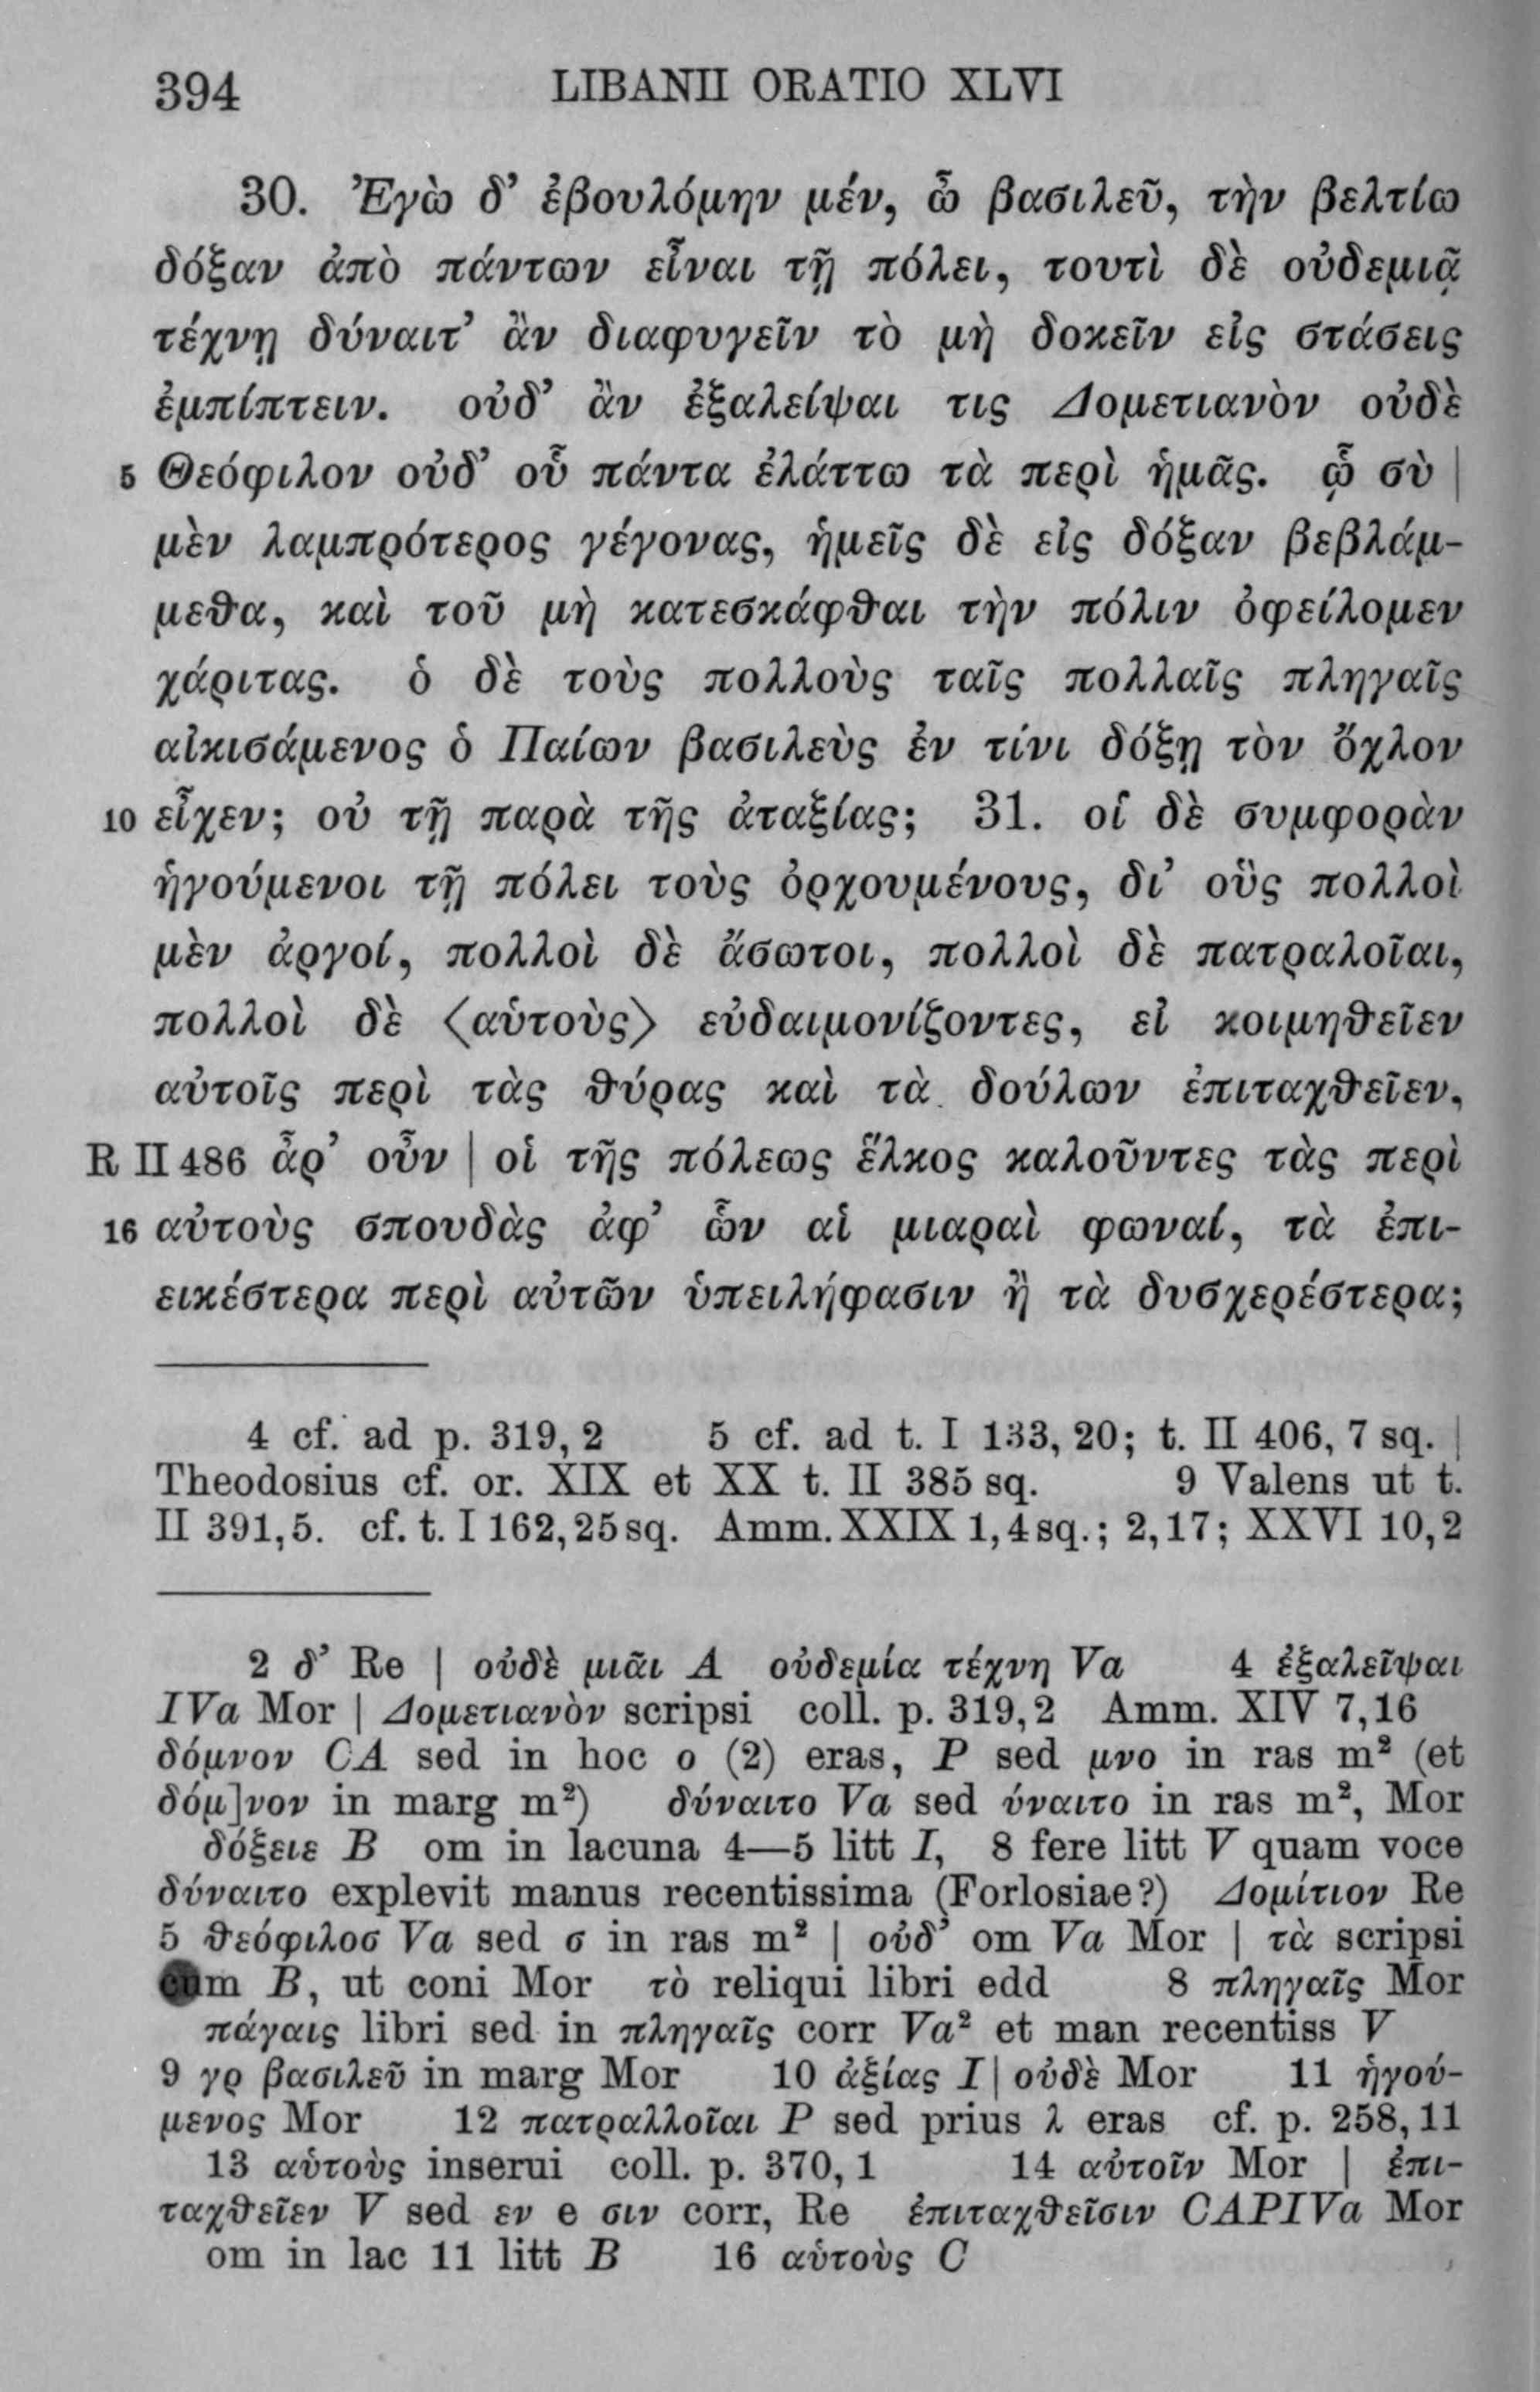 394 LIBANII ORATIO XLVI
30. Ἐγὼ δ’ ἐβουλόμην μέν, ὦ βασιλεῦ, τὴν βελτίω
δόξαν ἀπὸ πάντων εἶναι τῇ πόλει, τουτὶ δὲ οὐδεμιᾷ
τέχνῃ δύναιτ’ ἂν διαφυγεῖν τὸ μὴ δοκεῖν εἰς στάσεις
ἐμπίπτειν. οὐδ’ ἂν ἐξαλείψαι τις Δομετιανὸν οὐδὲ
5 Θεόφιλον οὐδ’ οὗ πάντα ἐλάττω τὰ περὶ ἡμᾶς. ᾧ σὺ |
μὲν λαμπρότερος γέγονας, ἡμεῖς δὲ εἰς δόξαν βεβλάμ-
μεθα, καὶ τοῦ μὴ κατεσκάφθαι τὴν πόλιν ὀφείλομεν
χάριτας. ὁ δὲ τοὺς πολλοὺς ταῖς πολλαῖς πληγαῖς
αἰκισάμενος ὁ Παίων βασιλεὺς ἐν τίνι δόξῃ τὸν ὄχλον
10 εἶχεν; οὐ τῇ παρὰ τῆς ἀταξίας; 31. οἱ δὲ συμφορὰν
ἡγούμενοι τῇ πόλει τοὺς ὀρχουμένους, δι’ οὓς πολλοὶ
μὲν ἀργοί, πολλοὶ δὲ ἄσωτοι, πολλοὶ δὲ πατραλοῖαι,
πολλοὶ δὲ ⟨αὑτοὺς⟩ εὐδαιμονίζοντες, εἰ κοιμηθεῖεν
αὐτοῖς περὶ τὰς θύρας καὶ τὰ δούλων ἐπιταχθεῖεν,
R II 486 ἆρ’ οὖν | οἱ τῆς πόλεως ἕλκος καλοῦντες τὰς περὶ
16 αὐτοὺς σπουδὰς ἀφ’ ὧν αἱ μιαραὶ φωναί, τὰ ἐπι-
εικέστερα περὶ αὐτῶν ὑπειλήφασιν ἢ τὰ δυσχερέστερα;
4 cf. ad p. 319, 2 5 cf. ad t. I 133, 20; t. II 406, 7 sq. |
Theodosius cf. or. XIX et XX t. II 385 sq. 9 Valens ut t.
II 391, 5. cf. t. I 162, 25 sq. Amm. XXIX 1, 4 sq.; 2, 17; XXVI 10, 2
2 δ’ Re | οὐδὲ μιᾶι A οὐδεμία τέχνη Va 4 ἐξαλεῖψαι
IVa Mor | Δομετιανὸν scripsi coll. p. 319, 2 Amm. XIV 7, 16
δόμνον CA sed in hoc ο (2) eras, P sed μνο in ras m² (et
δόμ]νον in marg m²) δύναιτο Va sed ύναιτο in ras m², Mor
δόξειε B om in lacuna 4—5 litt I, 8 fere litt V quam voce
δύναιτο explevit manus recentissima (Forlosiae?) Δομίτιον Re
5 θεόφιλοσ Va sed σ in ras m² | οὐδ’ om Va Mor | τὰ scripsi
cum B, ut coni Mor τὸ reliqui libri edd 8 πληγαῖς Mor
πάγαις libri sed in πληγαῖς corr Va² et man recentiss V
9 γρ βασιλεῦ in marg Mor 10 ἀξίας I | οὐδὲ Mor 11 ἡγού-
μενος Mor 12 πατραλλοῖαι P sed prius λ eras cf. p. 258, 11
13 αὑτοὺς inserui coll. p. 370, 1 14 αὐτοῖν Mor | ἐπι-
ταχθεῖεν V sed εν e σιν corr, Re ἐπιταχθεῖσιν CAPIVa Mor
om in lac 11 litt B 16 αὑτοὺς C